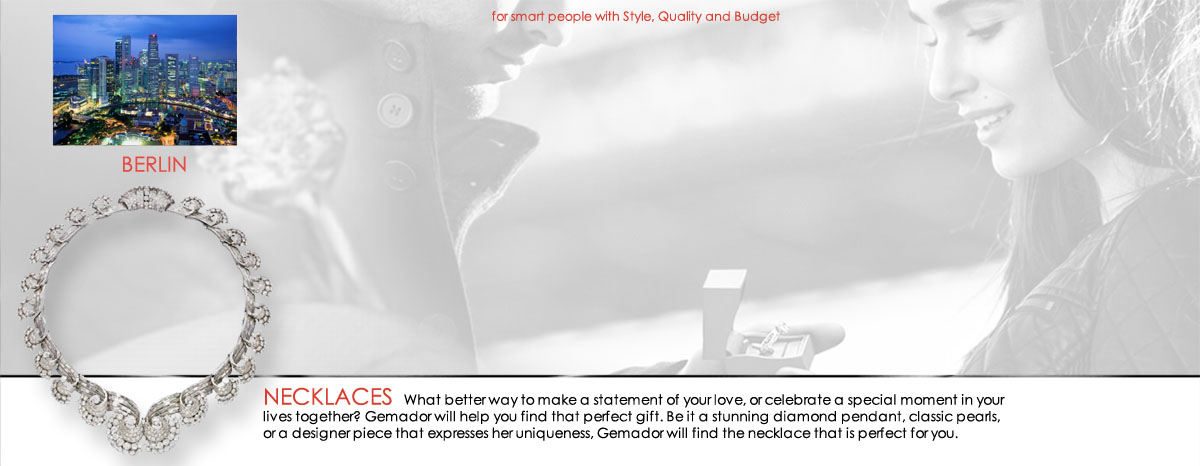 for smart people with Style, Quality and Budget
BERLIN
NECKLACES What better way to make a statement of your love, or celebrate a special moment in your
lives together? Gemador will help you find that perfect gift. Be it a stunning diamond pendant, classic pearls,
or a designer piece that expresses her uniqueness, Gemador will find the necklace that is perfect for you.